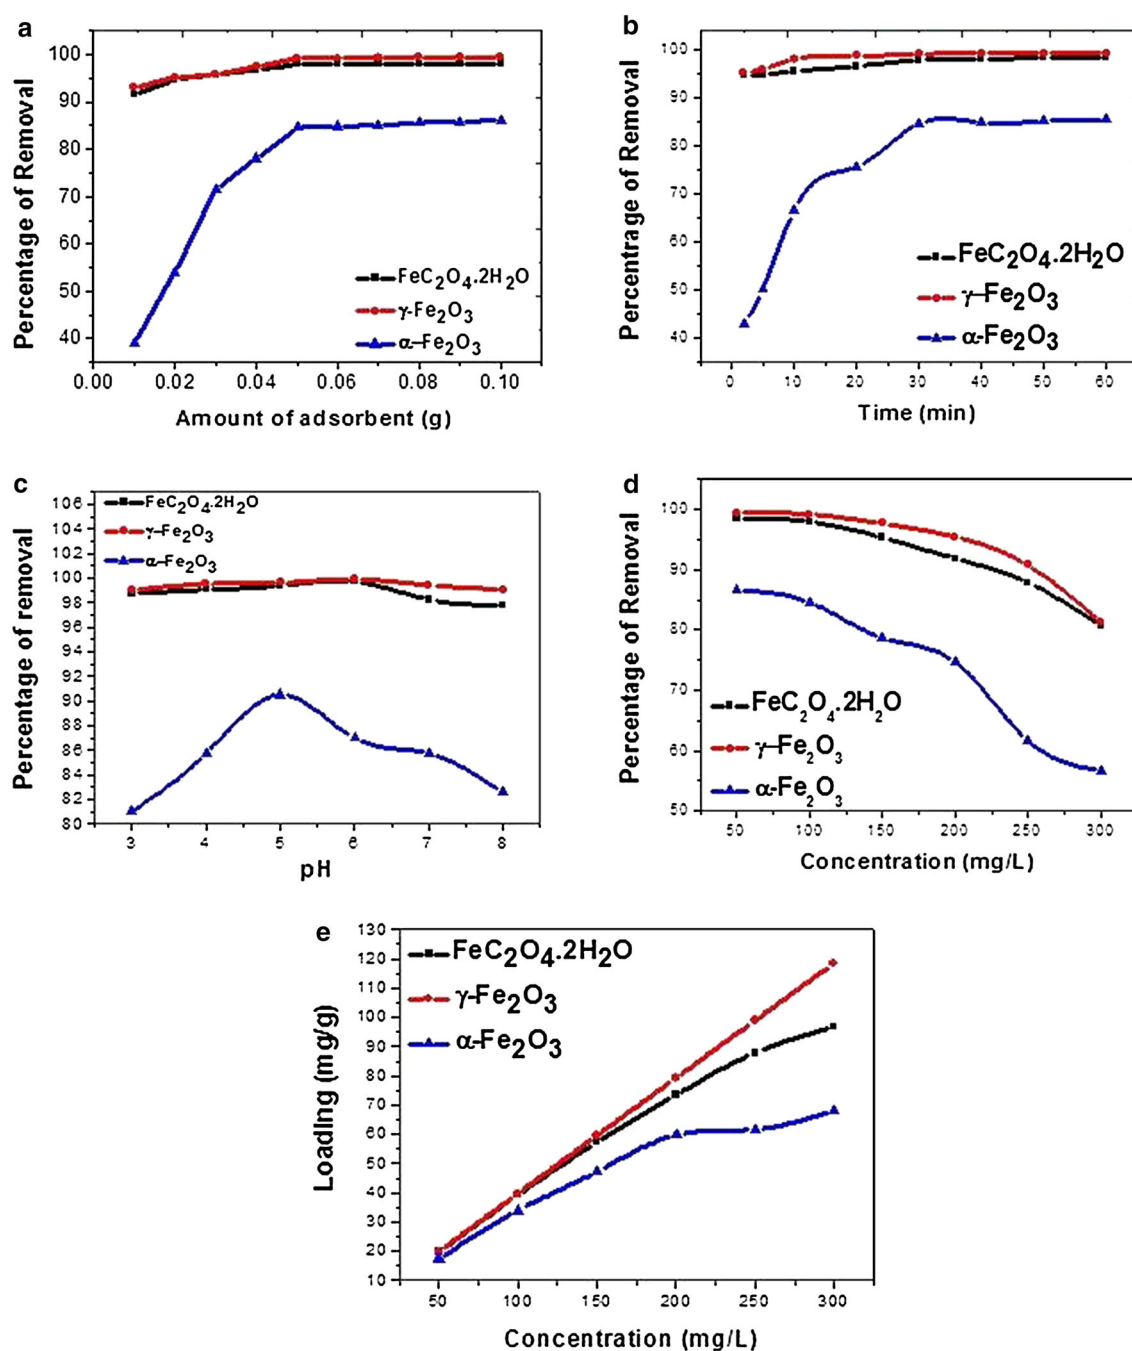 a
Percentage of Removal
100
90
80
70
60
50
40
FeC2O4.2H2O
γ-Fe2O3
α-Fe2O3
0.00 0.02 0.04 0.06 0.08 0.10
Amount of adsorbent (g)
b
Percentrage of Removal
100
90
80
70
60
50
40
FeC2O4.2H2O
γ-Fe2O3
α-Fe2O3
0 10 20 30 40 50 60
Time (min)
c
Percentage of removal
106
104
102
100
98
96
94
92
90
88
86
84
82
80
FeC2O4.2H2O
γ-Fe2O3
α-Fe2O3
3 4 5 6 7 8
pH
d
Percentage of Removal
100
90
80
70
60
50
FeC2O4.2H2O
γ-Fe2O3
α-Fe2O3
50 100 150 200 250 300
Concentration (mg/L)
e
Loading (mg/g)
130
120
110
100
90
80
70
60
50
40
30
20
10
FeC2O4.2H2O
γ-Fe2O3
α-Fe2O3
50 100 150 200 250 300
Concentration (mg/L)